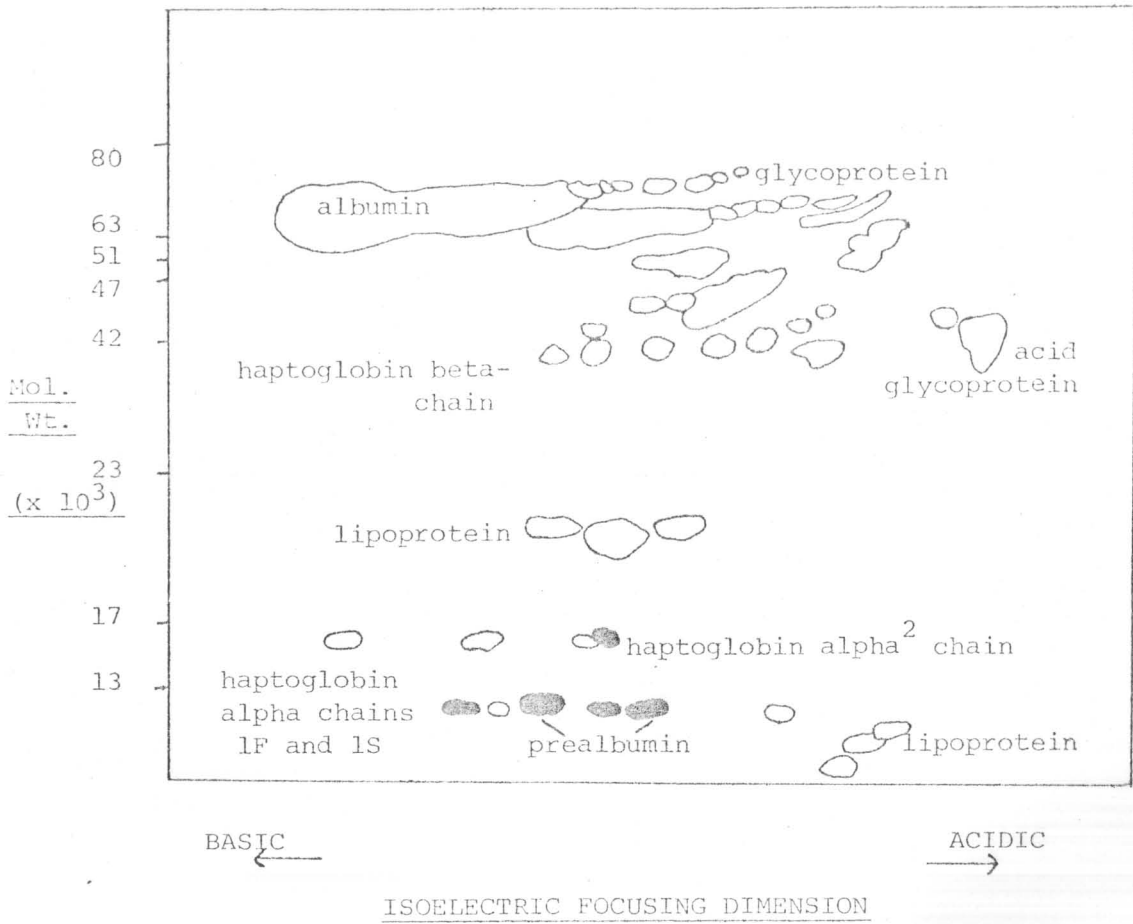 80
glycoprotein
albumin
63
51
47
42
haptoglobin beta-
chain
acid
glycoprotein
Mol.
Wt.
(x 10³)
23
lipoprotein
17
haptoglobin alpha² chain
13
haptoglobin
alpha chains
1F and 1S
prealbumin
lipoprotein
BASIC
ACIDIC
ISOELECTRIC FOCUSING DIMENSION